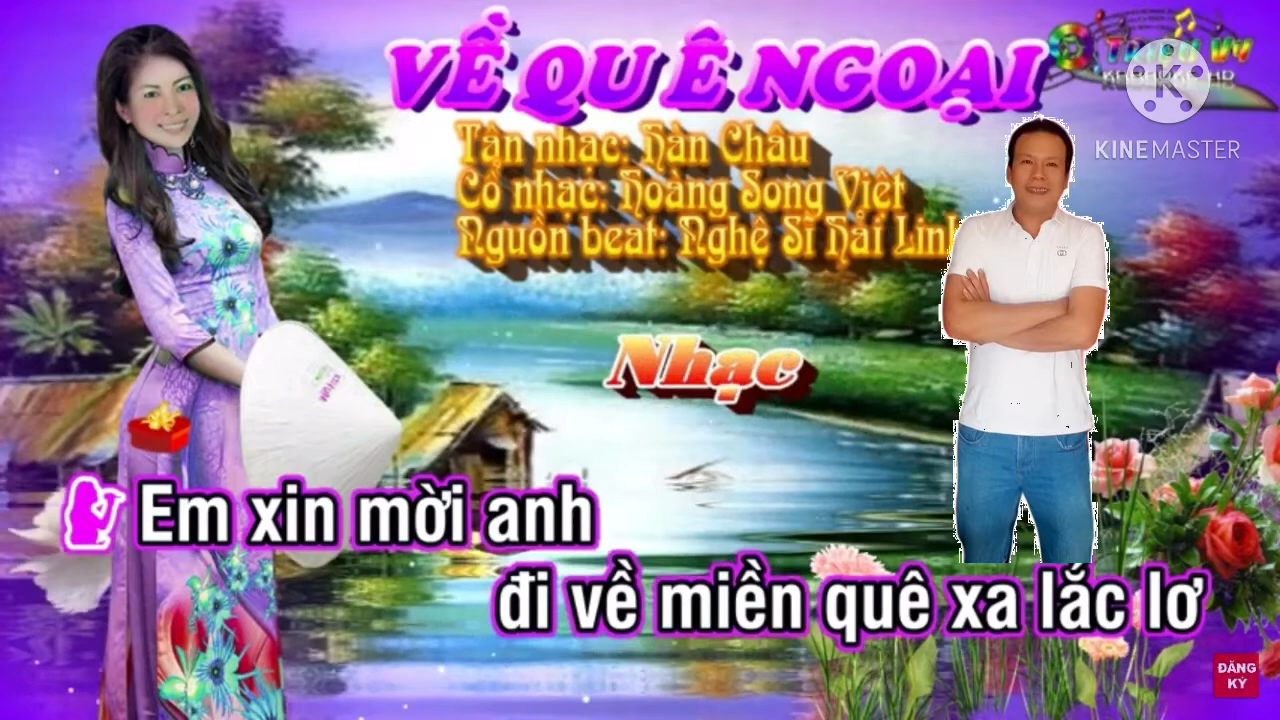 VỀ QUÊ NGOẠI
Tân nhạc: Hàn Châu
Cổ nhạc: Hoàng Song Việt
Nguồn beat: Nghệ Sĩ Hải Linh
KINEMASTER
Nhạc
Em xin mời anh
đi về miền quê xa lắc lơ
ĐĂNG
KÝ